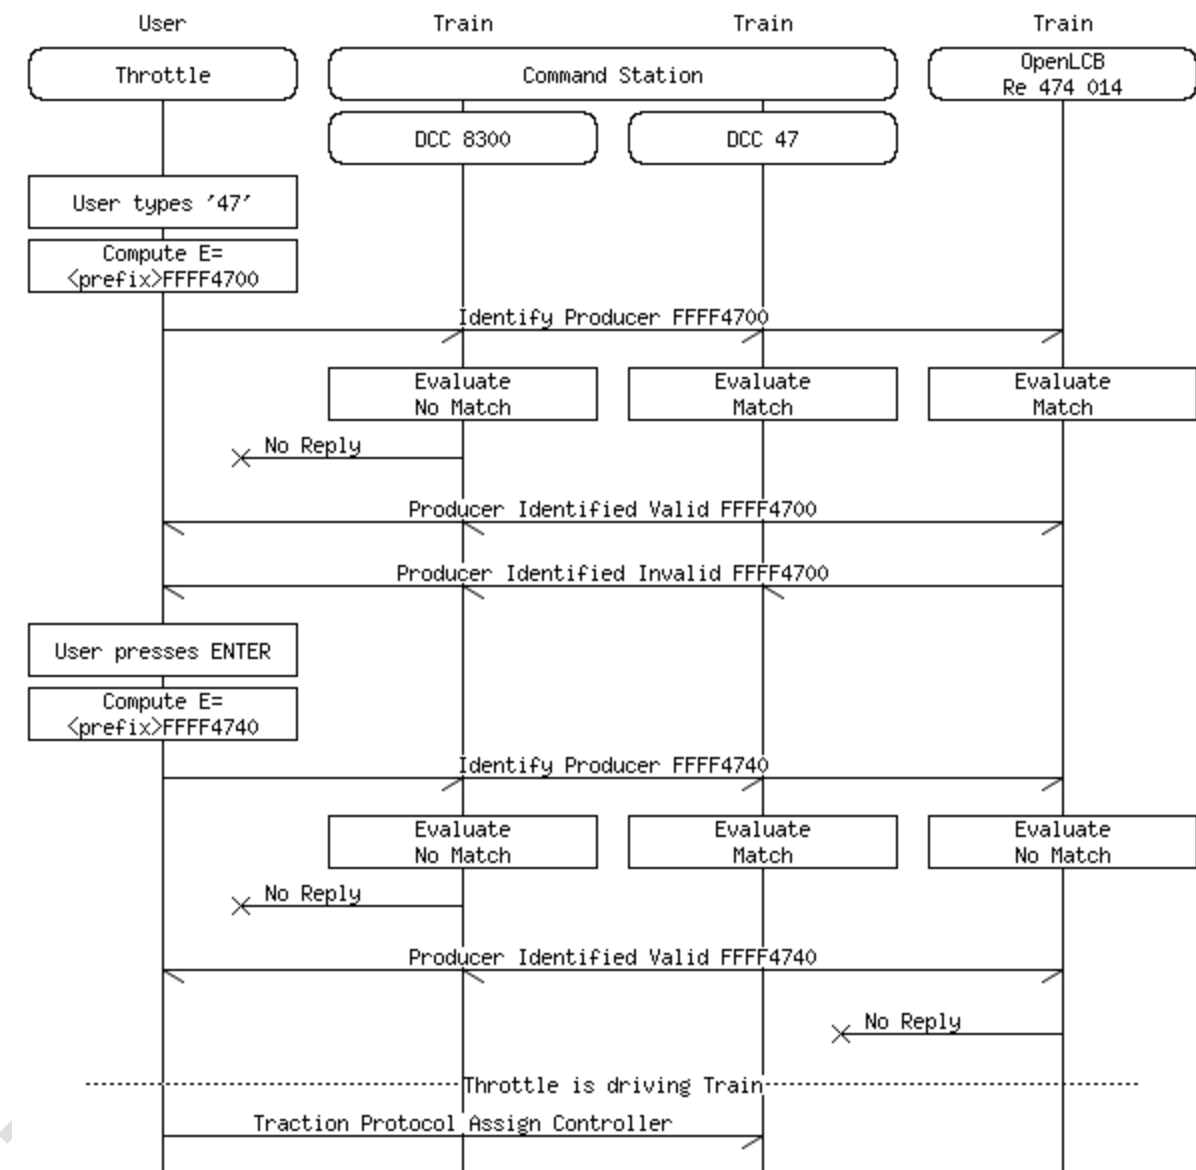 User Train Train Train
Throttle
Command Station
OpenLCB
Re 474 014
DCC 8300
DCC 47
User types '47'
Compute E=
<prefix>FFFF4700
Identify Producer FFFF4700
Evaluate
No Match
Evaluate
Match
Evaluate
Match
No Reply
Producer Identified Valid FFFF4700
Producer Identified Invalid FFFF4700
User presses ENTER
Compute E=
<prefix>FFFF4740
Identify Producer FFFF4740
Evaluate
No Match
Evaluate
Match
Evaluate
No Match
No Reply
Producer Identified Valid FFFF4740
No Reply
Throttle is driving Train
Traction Protocol Assign Controller